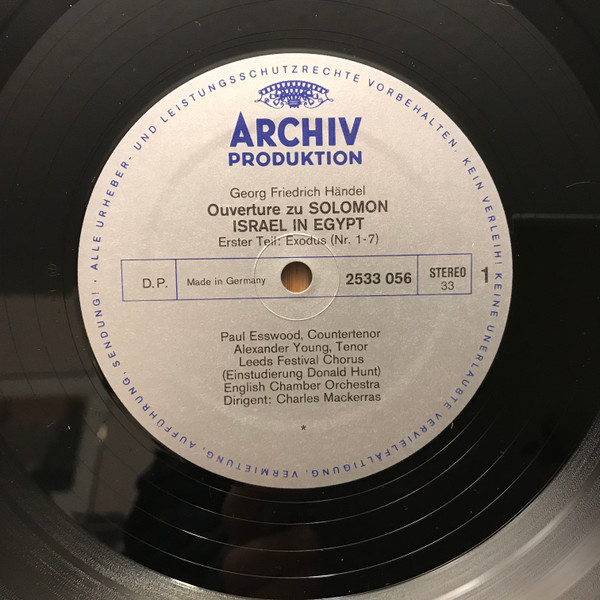 ALLE URHEBER- UND LEISTUNGSSCHUTZRECHTE VORBEHALTEN. KEIN VERLEIH! KEINE UNERLAUBTE VERVIELFÄLTIGUNG, VERMIETUNG, AUFFÜHRUNG, SENDUNG!
ARCHIV
PRODUKTION
Georg Friedrich Händel
Ouverture zu SOLOMON
ISRAEL IN EGYPT
Erster Teil: Exodus (Nr. 1-7)
D.P. Made in Germany 2533 056 STEREO 33 1
Paul Esswood, Countertenor
Alexander Young, Tenor
Leeds Festival Chorus
(Einstudierung Donald Hunt)
English Chamber Orchestra
Dirigent: Charles Mackerras
*